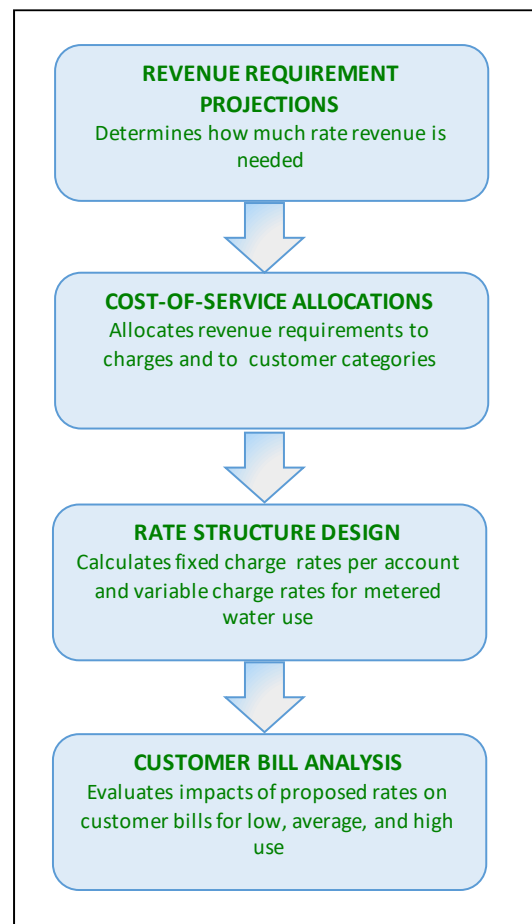 REVENUE REQUIREMENT
PROJECTIONS
Determines how much rate revenue is
needed
COST-OF-SERVICE ALLOCATIONS
Allocates revenue requirements to
charges and to customer categories
RATE STRUCTURE DESIGN
Calculates fixed charge rates per account
and variable charge rates for metered
water use
CUSTOMER BILL ANALYSIS
Evaluates impacts of proposed rates on
customer bills for low, average, and high
use